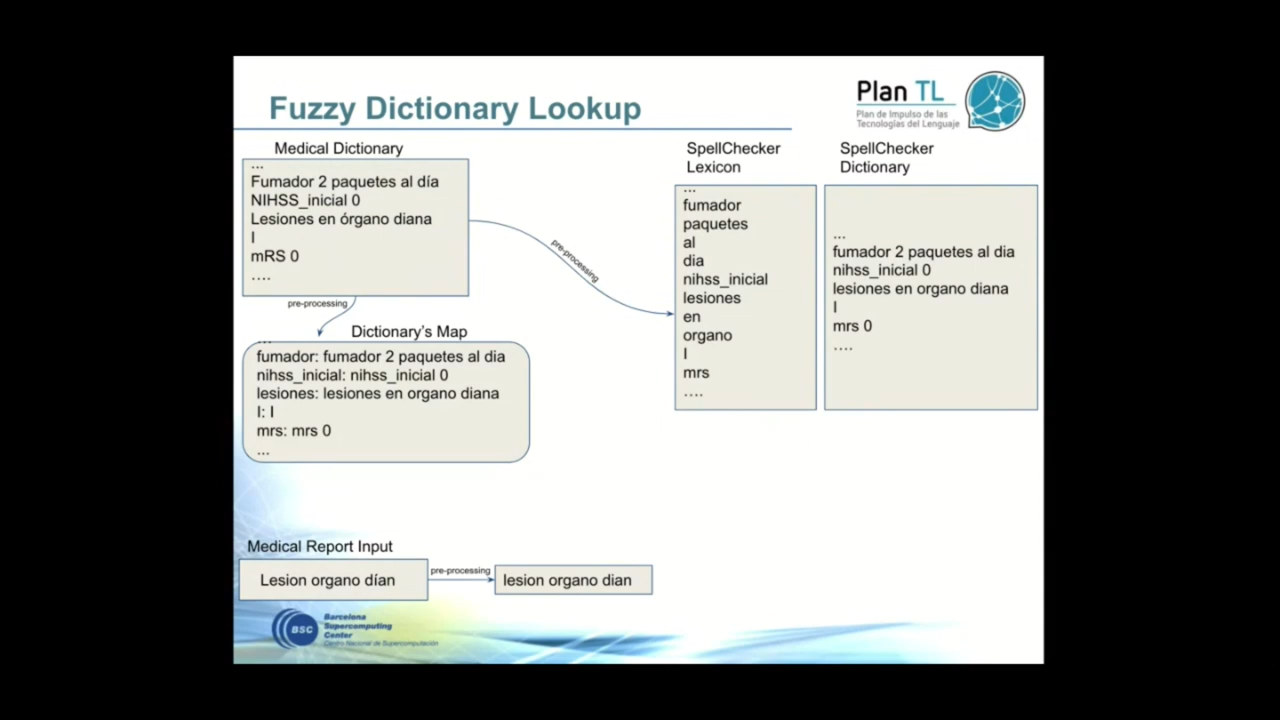 Fuzzy Dictionary Lookup
Plan TL
Plan de Impulso de las
Tecnologías del Lenguaje
Medical Dictionary
...
Fumador 2 paquetes al día
NIHSS_inicial 0
Lesiones en órgano diana
I
mRS 0
....
pre-processing
pre-processing
Dictionary's Map
...
fumador: fumador 2 paquetes al dia
nihss_inicial: nihss_inicial 0
lesiones: lesiones en organo diana
I: I
mrs: mrs 0
...
SpellChecker
Lexicon
...
fumador
paquetes
al
dia
nihss_inicial
lesiones
en
organo
I
mrs
....
SpellChecker
Dictionary
...
fumador 2 paquetes al dia
nihss_inicial 0
lesiones en organo diana
I
mrs 0
....
Medical Report Input
Lesion organo dían
pre-processing
lesion organo dian
BSC
Barcelona
Supercomputing
Center
Centro Nacional de Supercomputación